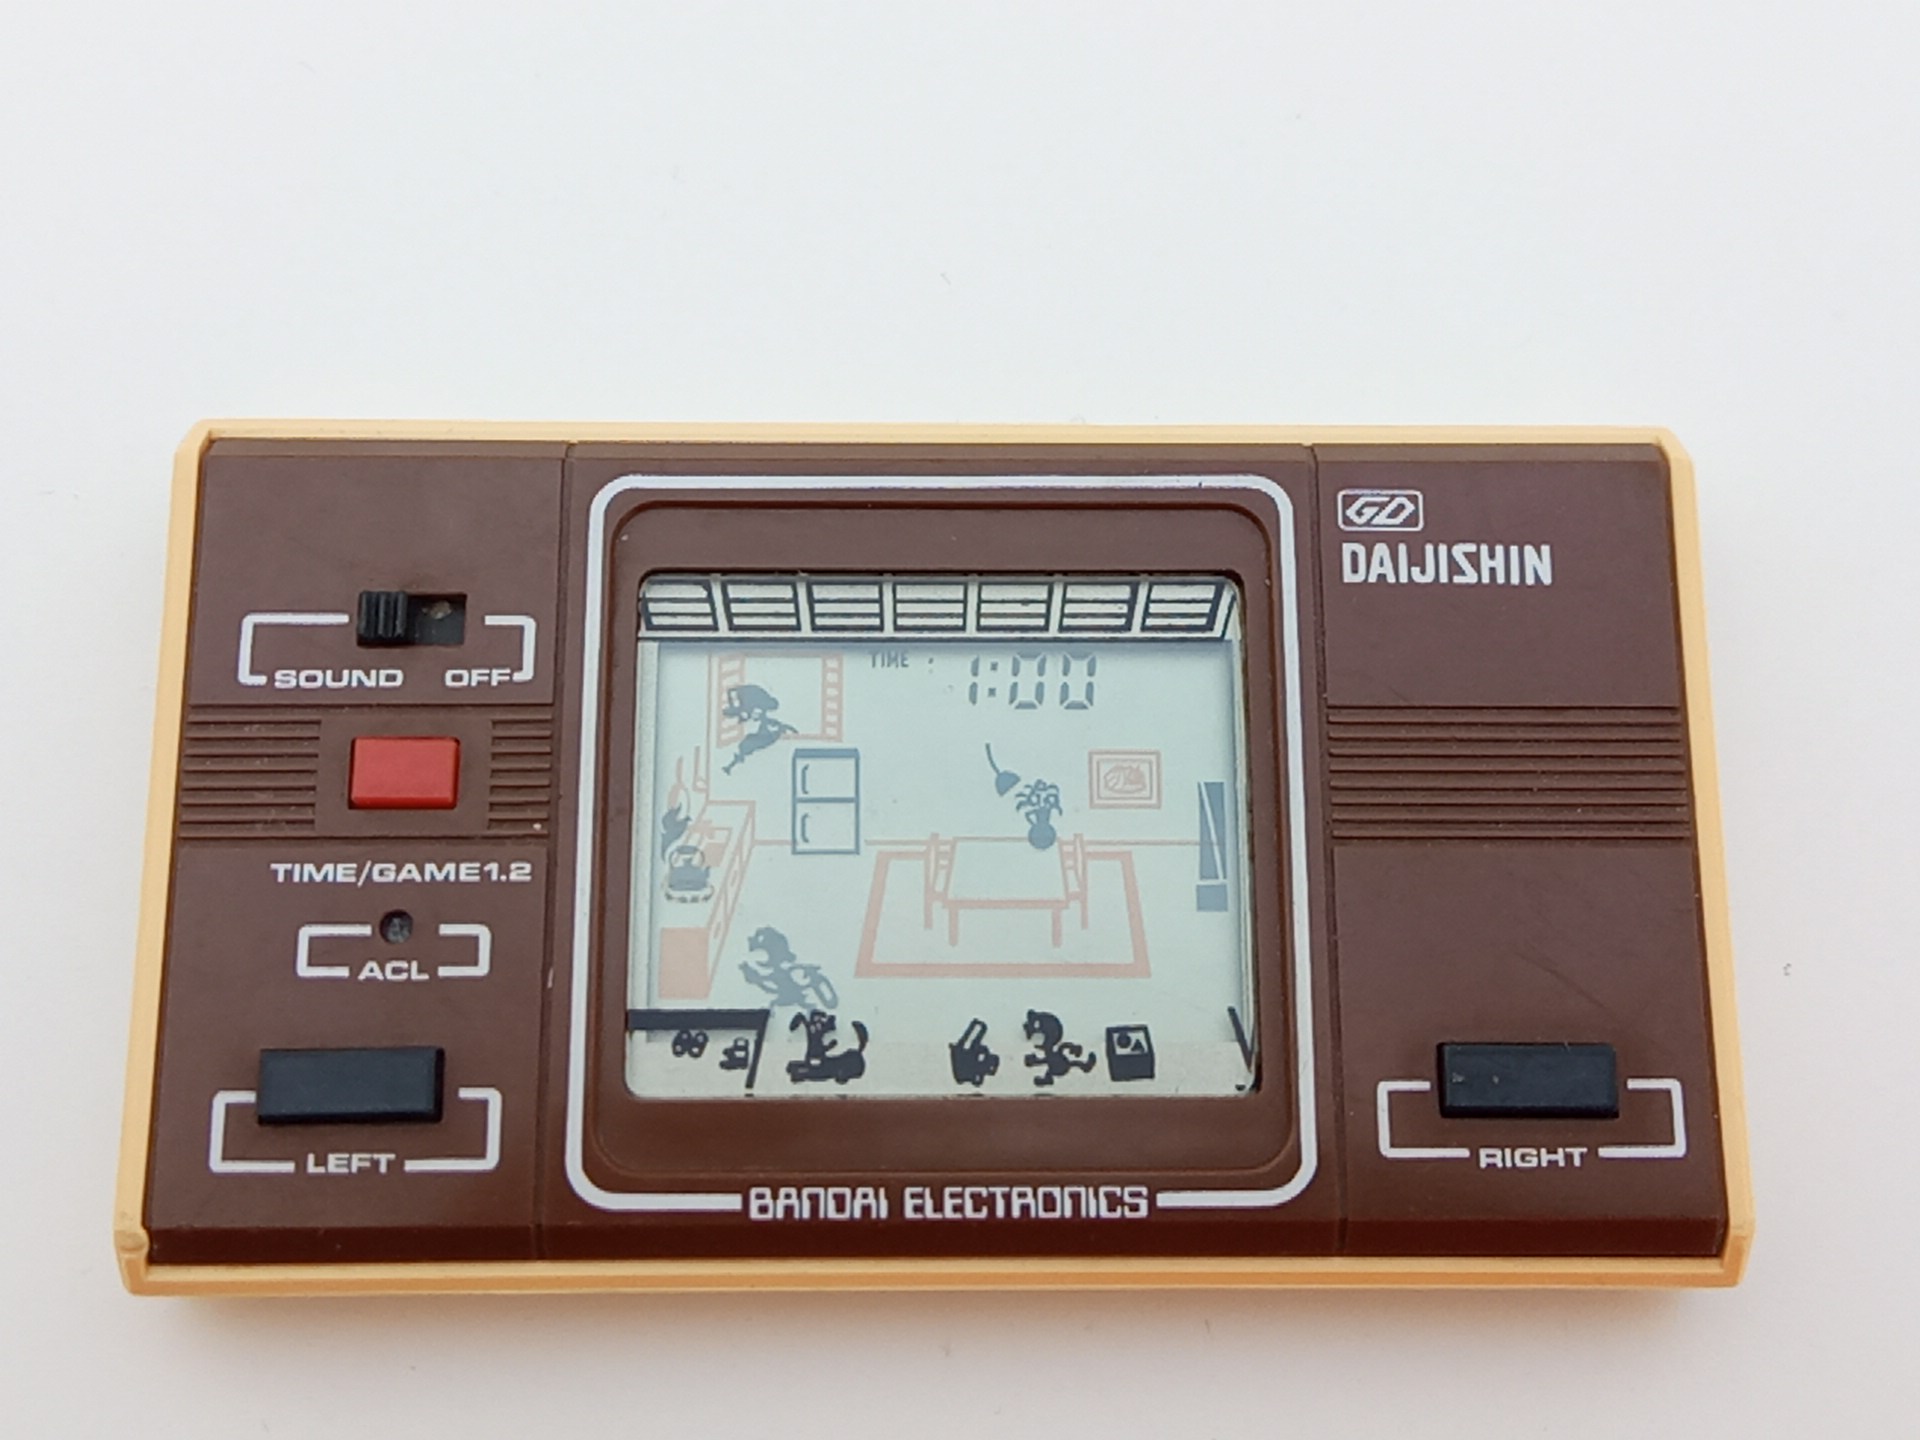 GD
DAIJISHIN
SOUND OFF
TIME : 1:00
TIME/GAME1.2
ACL
LEFT
RIGHT
BANDAI ELECTRONICS